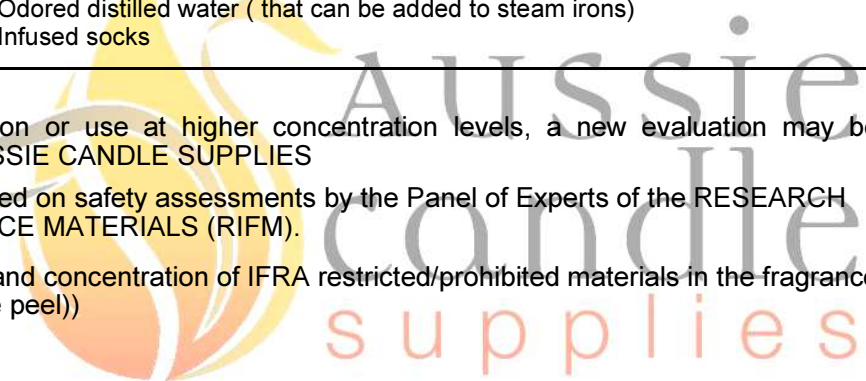 Odored distilled water ( that can be added to steam irons)
Infused socks
on or use at higher concentration levels, a new evaluation may b
SSIE CANDLE SUPPLIES
ed on safety assessments by the Panel of Experts of the RESEARCH
CE MATERIALS (RIFM).
and concentration of IFRA restricted/prohibited materials in the fragrance
peel))
Aussie
candle
supplies